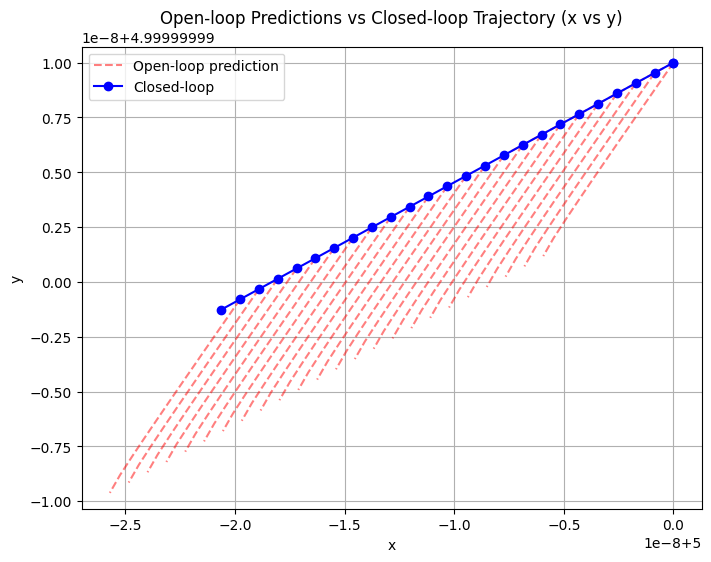 Open-loop Predictions vs Closed-loop Trajectory (x vs y)
1e−8+4.99999999
Open-loop prediction
Closed-loop
1.00
0.75
0.50
0.25
0.00
−0.25
−0.50
−0.75
−1.00
y
−2.5 −2.0 −1.5 −1.0 −0.5 0.0
x
1e−8+5